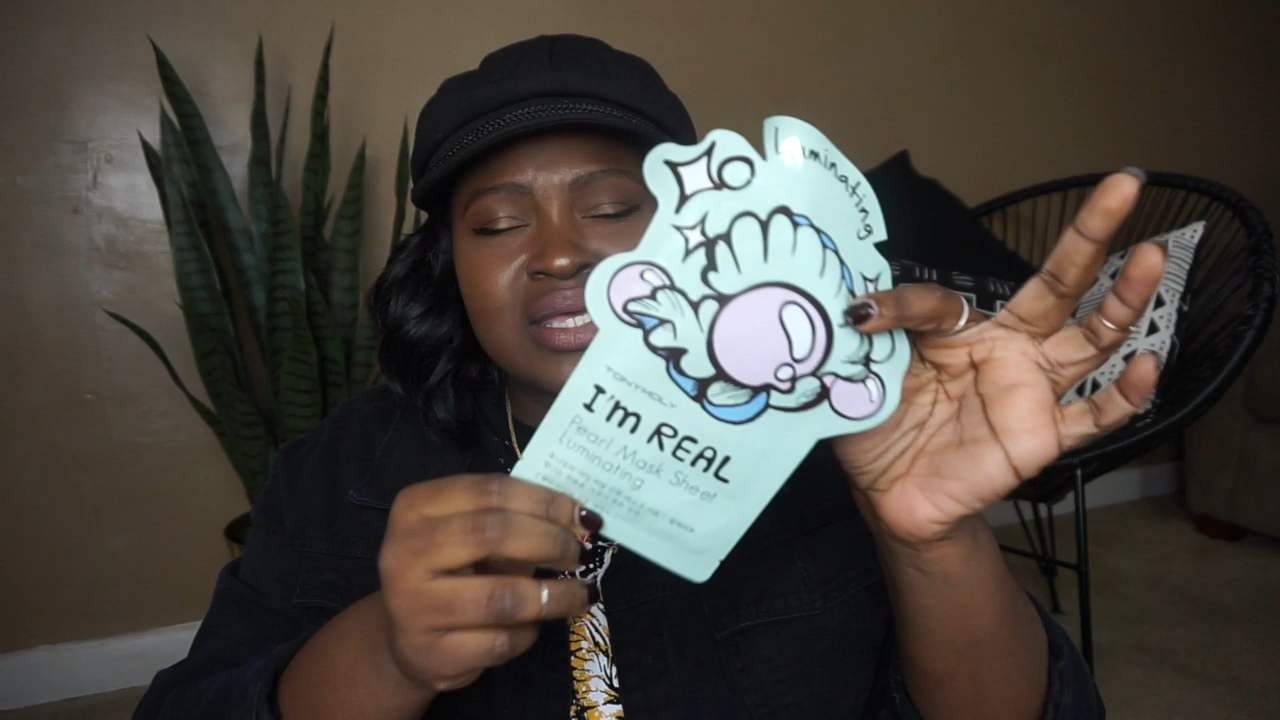 Luminating
TONYMOLY
I'm REAL
Pearl Mask Sheet
Luminating